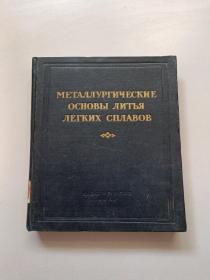 МЕТАЛЛУРГИЧЕСКИЕ
ОСНОВЫ ЛИТЬЯ
ЛЕГКИХ СПЛАВОВ